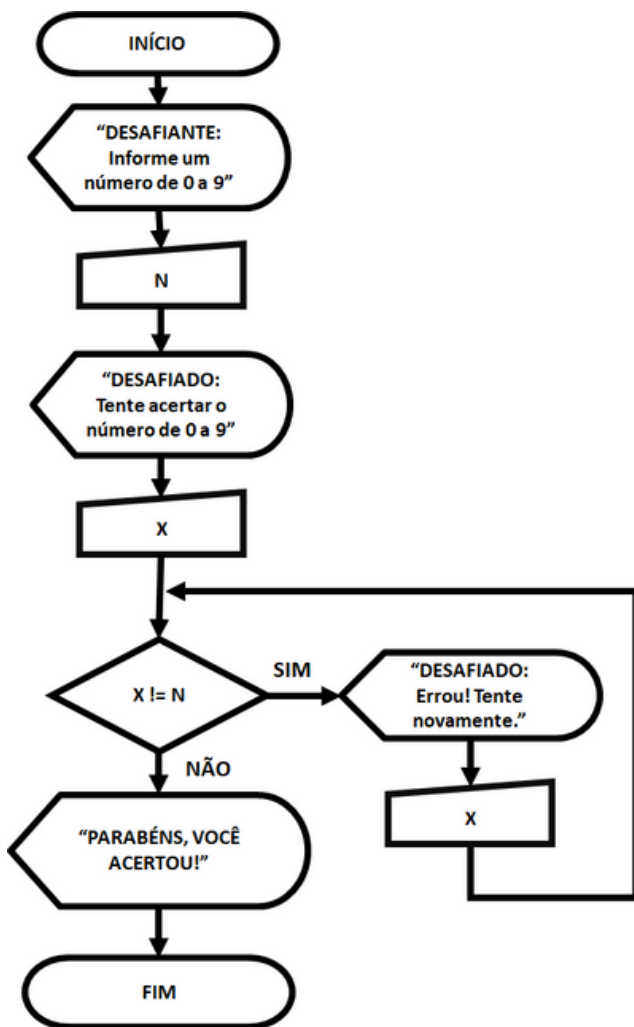 INÍCIO
“DESAFIANTE:
Informe um
número de 0 a 9”
N
“DESAFIADO:
Tente acertar o
número de 0 a 9”
X
X != N
SIM
“DESAFIADO:
Errou! Tente
novamente.”
X
NÃO
“PARABÉNS, VOCÊ
ACERTOU!”
FIM